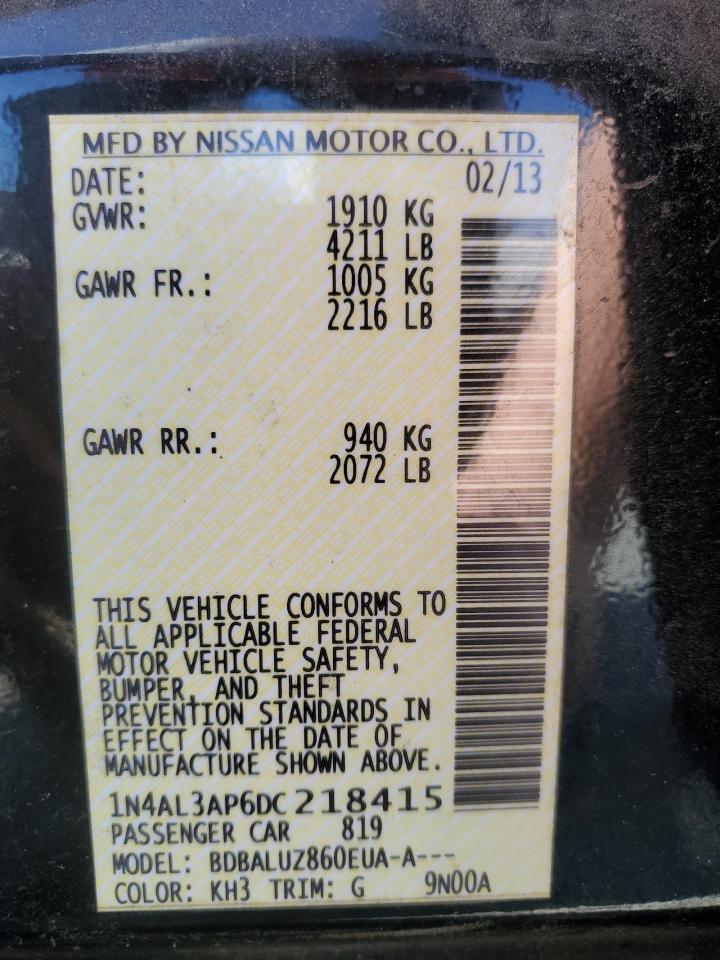 MFD BY NISSAN MOTOR CO., LTD.
DATE: 02/13
GVWR: 1910 KG
4211 LB
GAWR FR.: 1005 KG
2216 LB
GAWR RR.: 940 KG
2072 LB
THIS VEHICLE CONFORMS TO
ALL APPLICABLE FEDERAL
MOTOR VEHICLE SAFETY,
BUMPER, AND THEFT
PREVENTION STANDARDS IN
EFFECT ON THE DATE OF
MANUFACTURE SHOWN ABOVE.
1N4AL3AP6DC218415
PASSENGER CAR 819
MODEL: BDBALUZ860EUA-A---
COLOR: KH3 TRIM: G 9N00A